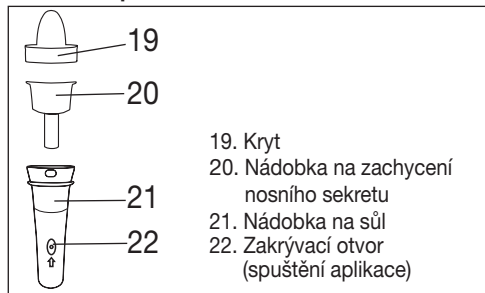 19
20
21
22
19. Kryt
20. Nádobka na zachycení
nosního sekretu
21. Nádobka na sůl
22. Zakrývací otvor
(spuštění aplikace)